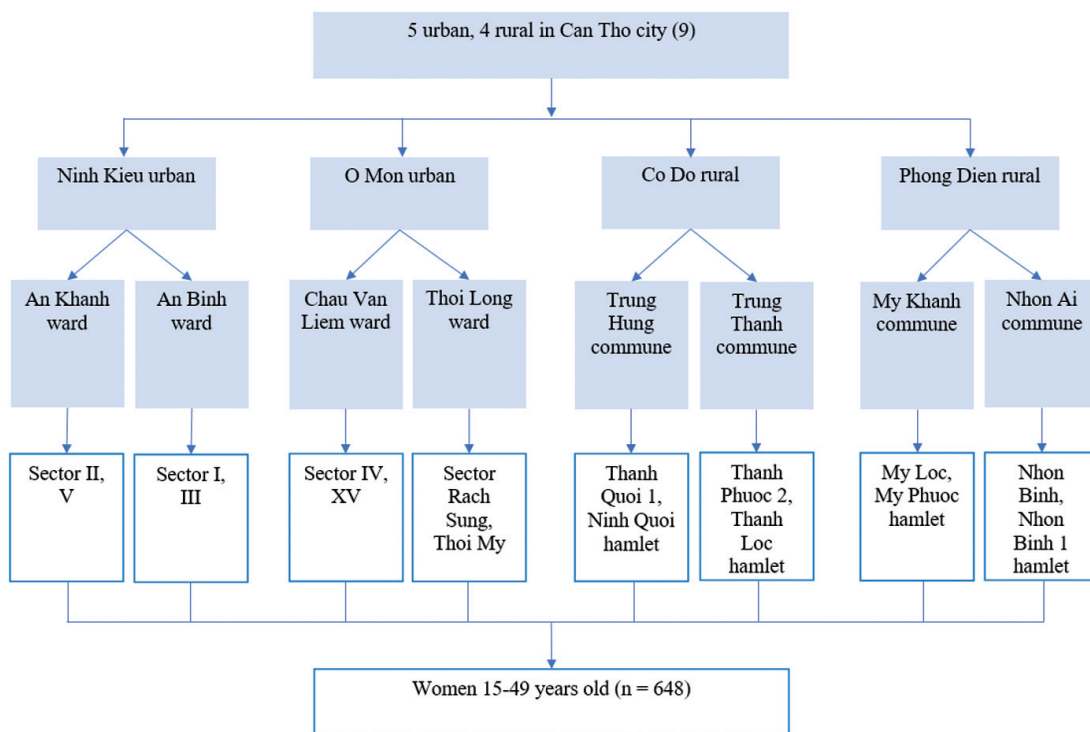 5 urban, 4 rural in Can Tho city (9)
Ninh Kieu urban
O Mon urban
Co Do rural
Phong Dien rural
An Khanh
ward
An Binh
ward
Chau Van
Liem ward
Thoi Long
ward
Trung
Hung
commune
Trung
Thanh
commune
My Khanh
commune
Nhon Ai
commune
Sector II,
V
Sector I,
III
Sector IV,
XV
Sector
Rach
Sung,
Thoi My
Thanh
Quoi 1,
Ninh Quoi
hamlet
Thanh
Phuoc 2,
Thanh
Loc
hamlet
My Loc,
My Phuoc
hamlet
Nhon
Binh,
Nhon
Binh 1
hamlet
Women 15-49 years old (n = 648)